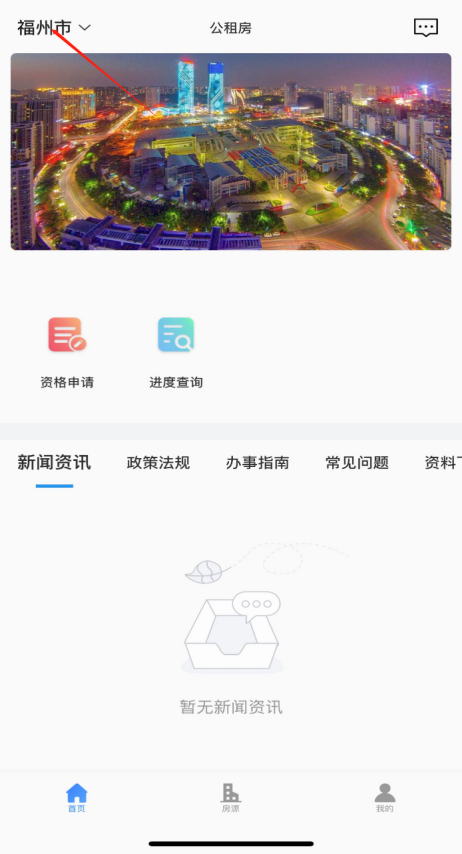 福州市
公租房
资格申请
进度查询
新闻资讯
政策法规
办事指南
常见问题
资料
暂无新闻资讯
首页
房源
我的